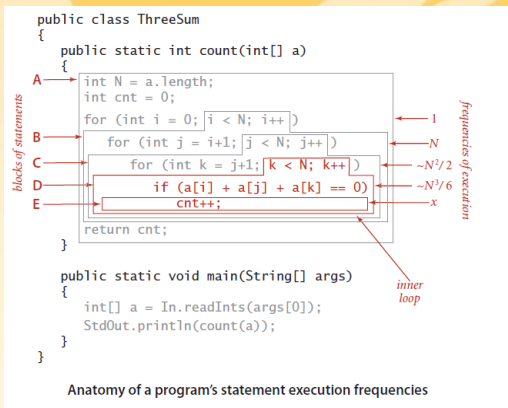 public class ThreeSum
{
public static int count(int[] a)
{
A
int N = a.length;
int cnt = 0;
for (int i = 0; i < N; i++)
1
B
for (int j = i+1; j < N; j++)
N
C
for (int k = j+1; k < N; k++)
~N²/ 2
D
if (a[i] + a[j] + a[k] == 0)
~N³/ 6
E
cnt++;
x
return cnt;
}
blocks of statements
frequencies of execution
inner
loop
public static void main(String[] args)
{
int[] a = In.readInts(args[0]);
StdOut.println(count(a));
}
}
Anatomy of a program's statement execution frequencies